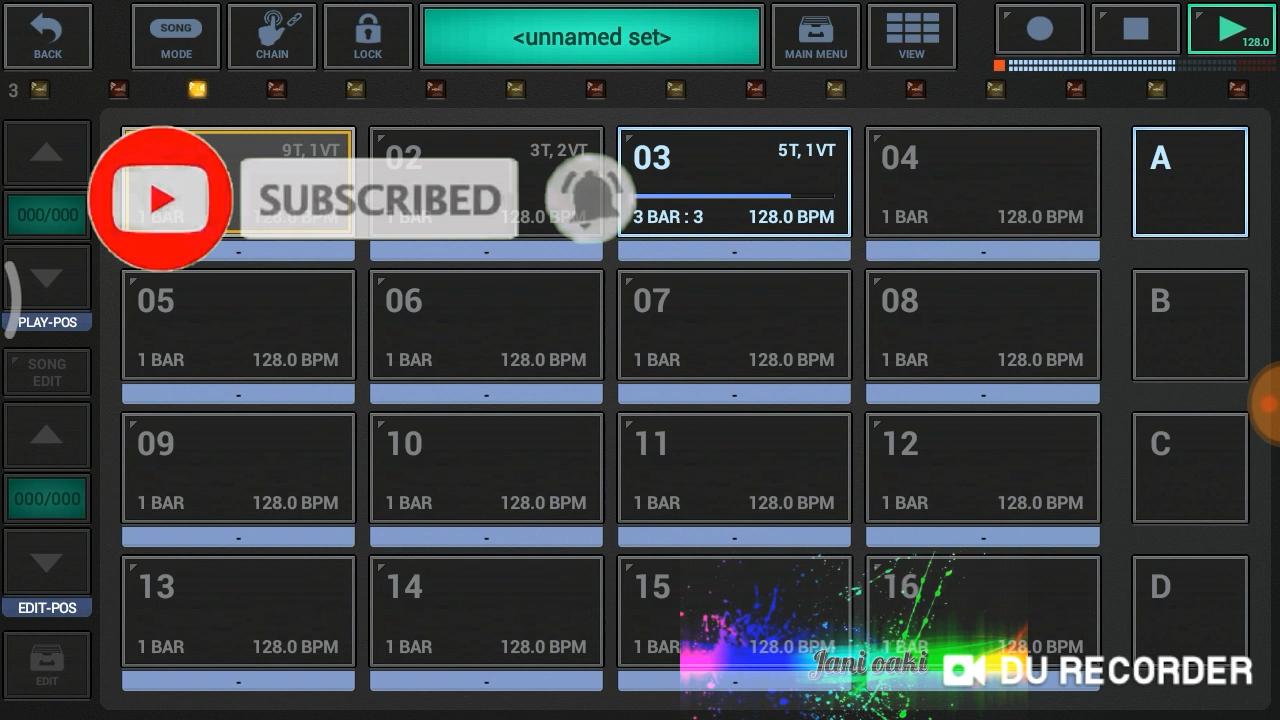 BACK
SONG
MODE
CHAIN
LOCK
<unnamed set>
MAIN MENU
VIEW
128.0
3
9T, 1VT
02
3T, 2VT
03
5T, 1VT
04
A
SUBSCRIBED
000/000
1 BAR
3 BAR : 3
128.0 BPM
1 BAR
128.0 BPM
-
-
-
-
05
06
07
08
B
PLAY-POS
1 BAR
128.0 BPM
1 BAR
128.0 BPM
1 BAR
128.0 BPM
1 BAR
128.0 BPM
SONG
EDIT
-
-
-
-
09
10
11
12
C
000/000
1 BAR
128.0 BPM
1 BAR
128.0 BPM
1 BAR
128.0 BPM
1 BAR
128.0 BPM
-
-
-
-
13
14
15
16
D
EDIT-POS
1 BAR
128.0 BPM
1 BAR
128.0 BPM
1 BAR
128.0 BPM
1 BAR
128.0 BPM
Jani oaki
DU RECORDER
EDIT
-
-
-